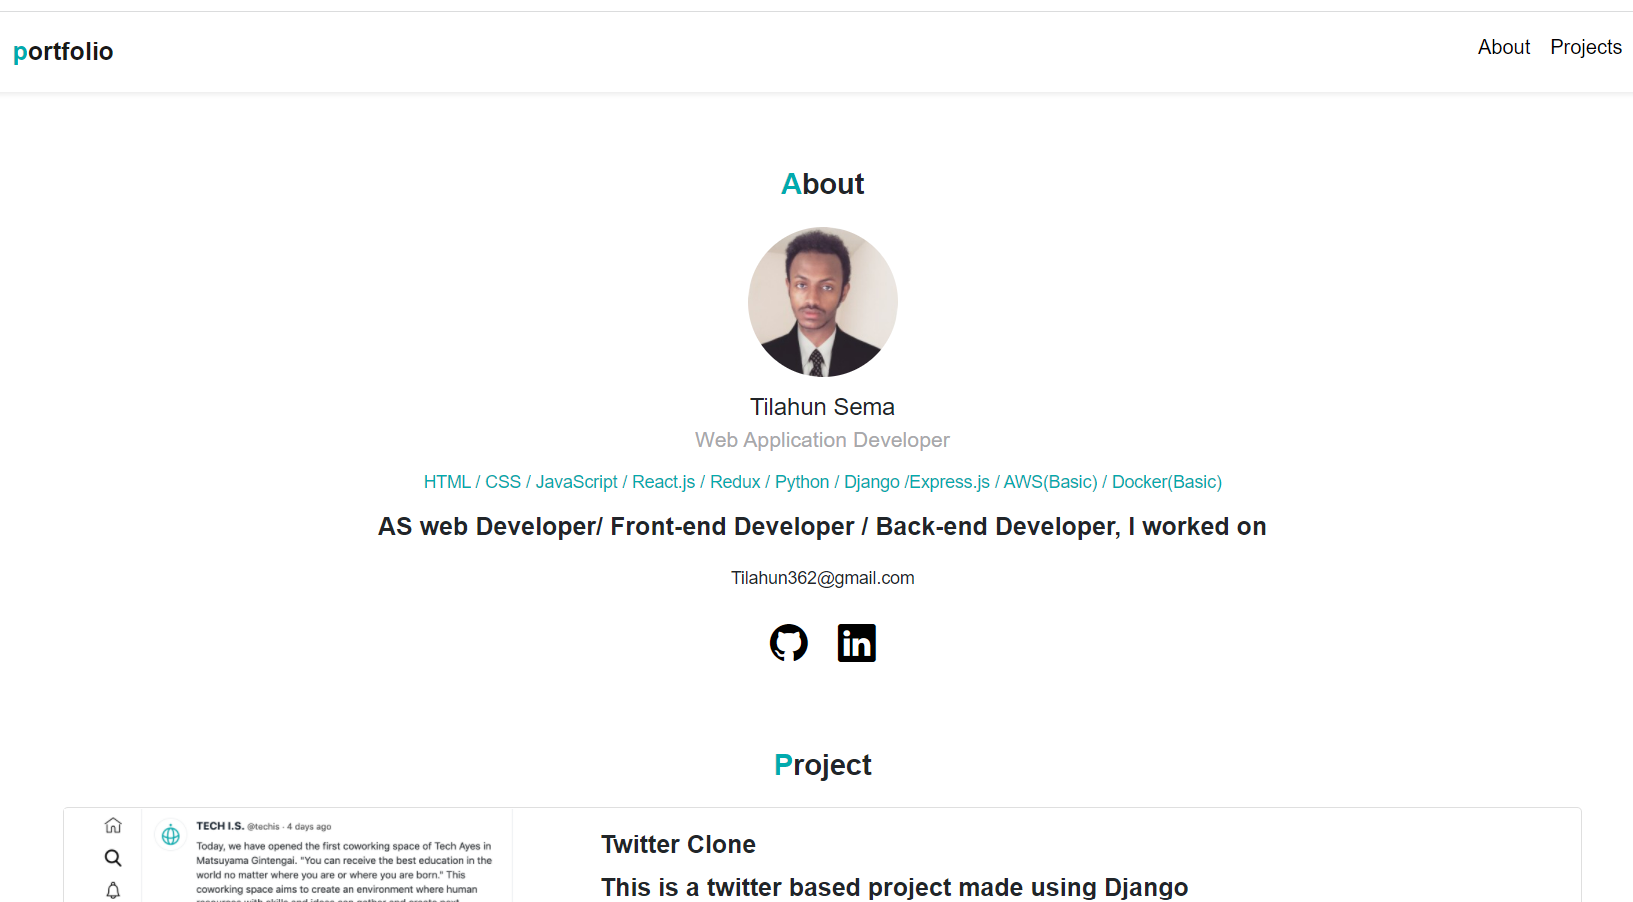 portfolio
About Projects
About
Tilahun Sema
Web Application Developer
HTML / CSS / JavaScript / React.js / Redux / Python / Django /Express.js / AWS(Basic) / Docker(Basic)
AS web Developer/ Front-end Developer / Back-end Developer, I worked on
Tilahun362@gmail.com
in
Project
TECH I.S. @techis · 4 days ago
Today, we have opened the first coworking space of Tech Ayes in
Matsuyama Gintengai. "You can receive the best education in the
world no matter where you are or where you are born." This
coworking space aims to create an environment where human
Twitter Clone
This is a twitter based project made using Django